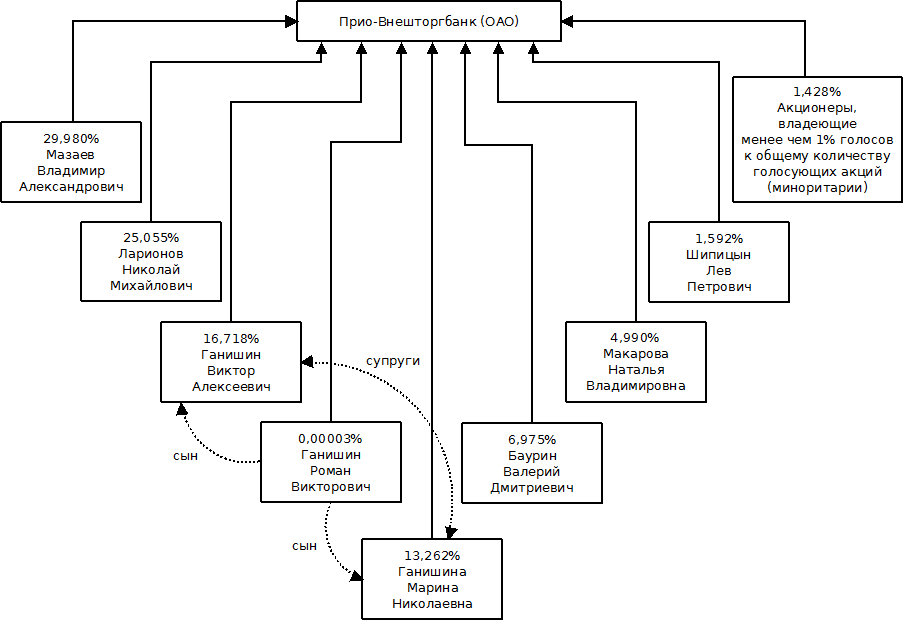 Прио-Внешторгбанк (ОАО)
29,980%
Мазаев
Владимир
Александрович
1,428%
Акционеры,
владеющие
менее чем 1% голосов
к общему количеству
голосующих акций
(миноритарии)
25,055%
Ларионов
Николай
Михайлович
1,592%
Шипицын
Лев
Петрович
16,718%
Ганишин
Виктор
Алексеевич
супруги
4,990%
Макарова
Наталья
Владимировна
сын
0,00003%
Ганишин
Роман
Викторович
6,975%
Баурин
Валерий
Дмитриевич
сын
13,262%
Ганишина
Марина
Николаевна